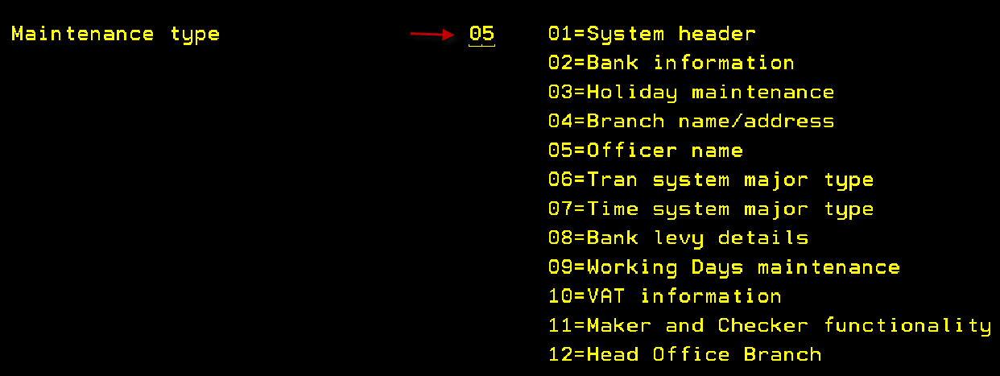 Maintenance type 05 01=System header
02=Bank information
03=Holiday maintenance
04=Branch name/address
05=Officer name
06=Tran system major type
07=Time system major type
08=Bank levy details
09=Working Days maintenance
10=VAT information
11=Maker and Checker functionality
12=Head Office Branch